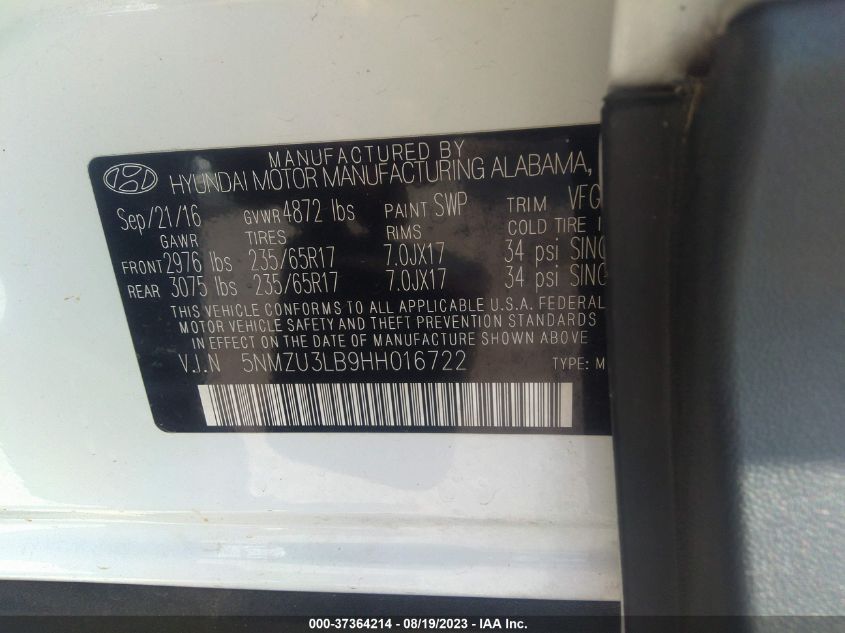 MANUFACTURED BY
HYUNDAI MOTOR MANUFACTURING ALABAMA,
Sep/21/16 GVWR 4872 lbs PAINT SWP TRIM VFG
GAWR TIRES RIMS COLD TIRE
FRONT 2976 lbs 235/65R17 7.0JX17 34 psi SING
REAR 3075 lbs 235/65R17 7.0JX17 34 psi SING
THIS VEHICLE CONFORMS TO ALL APPLICABLE U.S.A. FEDERAL
MOTOR VEHICLE SAFETY AND THEFT PREVENTION STANDARDS
IN EFFECT ON THE DATE OF MANUFACTURE SHOWN ABOVE
V.I.N 5NMZU3LB9HH016722 TYPE: M
000-37364214 - 08/19/2023 - IAA Inc.